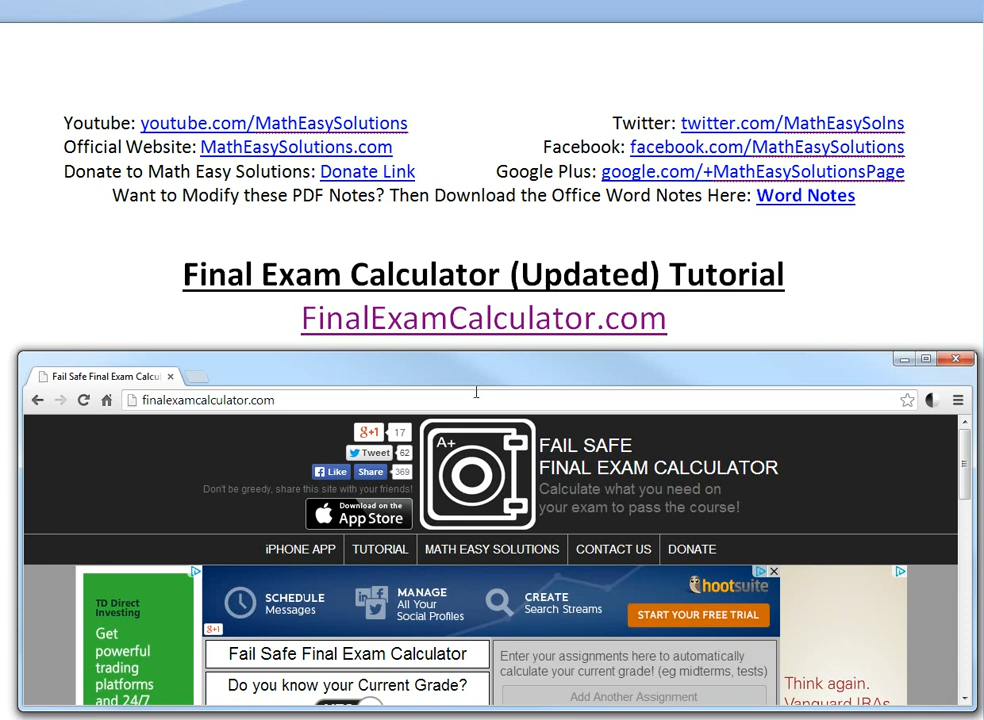 Youtube: youtube.com/MathEasySolutions
Twitter: twitter.com/MathEasySolns
Official Website: MathEasySolutions.com
Facebook: facebook.com/MathEasySolutions
Donate to Math Easy Solutions: Donate Link
Google Plus: google.com/+MathEasySolutionsPage
Want to Modify these PDF Notes? Then Download the Office Word Notes Here: Word Notes
Final Exam Calculator (Updated) Tutorial
FinalExamCalculator.com
Fail Safe Final Exam Calcu
finalexamcalculator.com
g+1 17
Tweet 62
Like Share 369
Don't be greedy, share this site with your friends!
Download on the
App Store
A+
FAIL SAFE
FINAL EXAM CALCULATOR
Calculate what you need on
your exam to pass the course!
iPHONE APP
TUTORIAL
MATH EASY SOLUTIONS
CONTACT US
DONATE
TD Direct
Investing
Get
powerful
trading
platforms
and 24/7
SCHEDULE
Messages
MANAGE
All Your
Social Profiles
CREATE
Search Streams
hootsuite
START YOUR FREE TRIAL
g+1
Fail Safe Final Exam Calculator
Do you know your Current Grade?
Enter your assignments here to automatically
calculate your current grade! (eg midterms, tests)
Add Another Assignment
Think again.
Vanguard IRAs